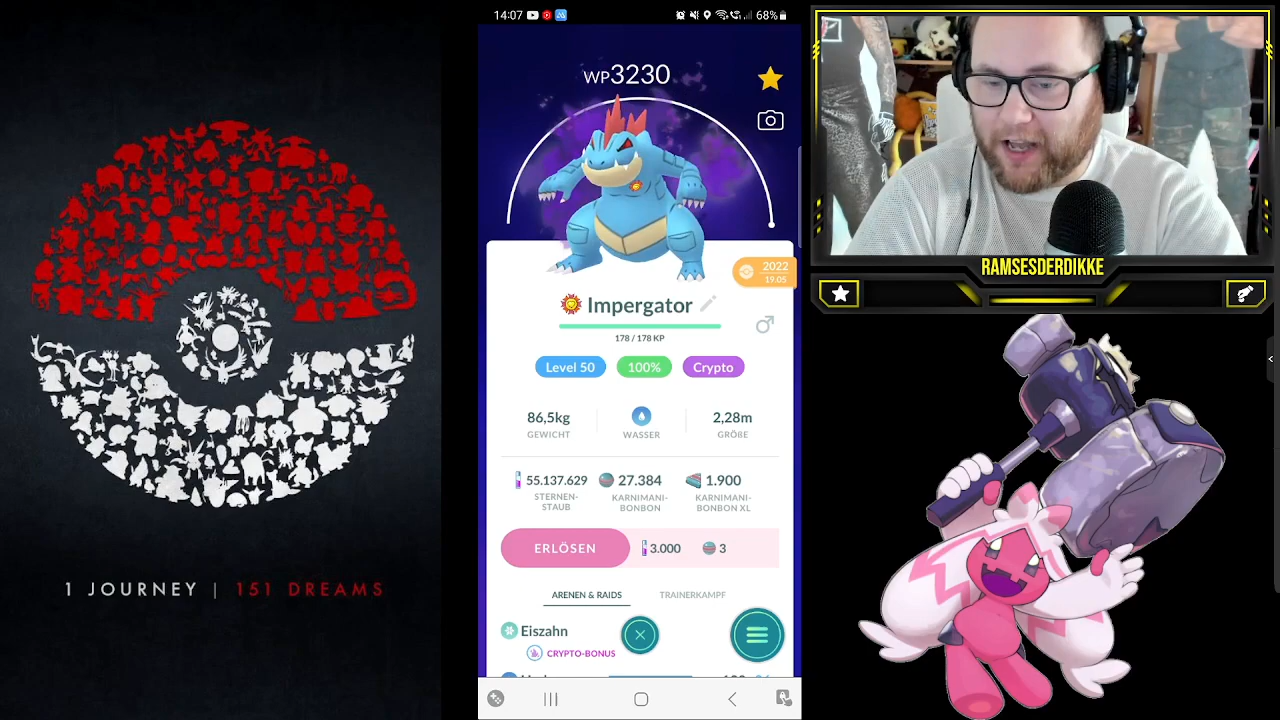 14:07 68%
WP3230
2022
19.05
Impergator
178 / 178 KP
Level 50 100% Crypto
86,5kg 2,28m
GEWICHT WASSER GRÖßE
55.137.629 27.384 1.900
STERNEN-
STAUB
KARNIMANI-
BONBON
KARNIMANI-
BONBON XL
ERLÖSEN 3.000 3
ARENEN & RAIDS TRAINERKAMPF
Eiszahn
CRYPTO-BONUS
1 JOURNEY | 151 DREAMS
RAMSESDERDIKKE